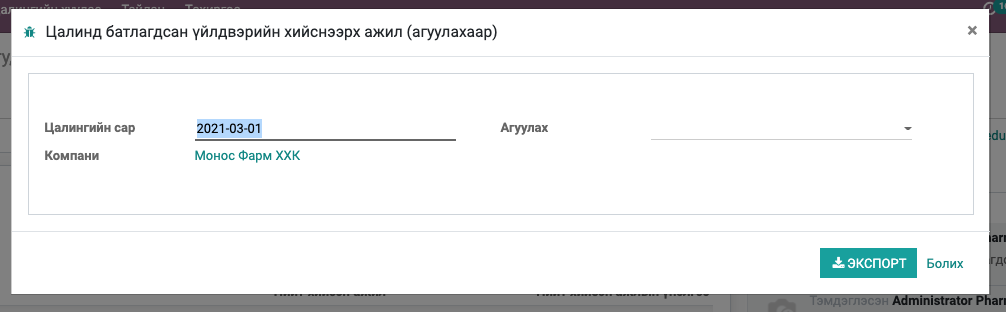 Цалинд батлагдсан үйлдвэрийн хийснээрх ажил (агуулахаар)
Цалингийн сар 2021-03-01 Агуулах
Компани Монос Фарм ХХК
ЭКСПОРТ Болих
Тэмдэглэсэн Administrator Pharm